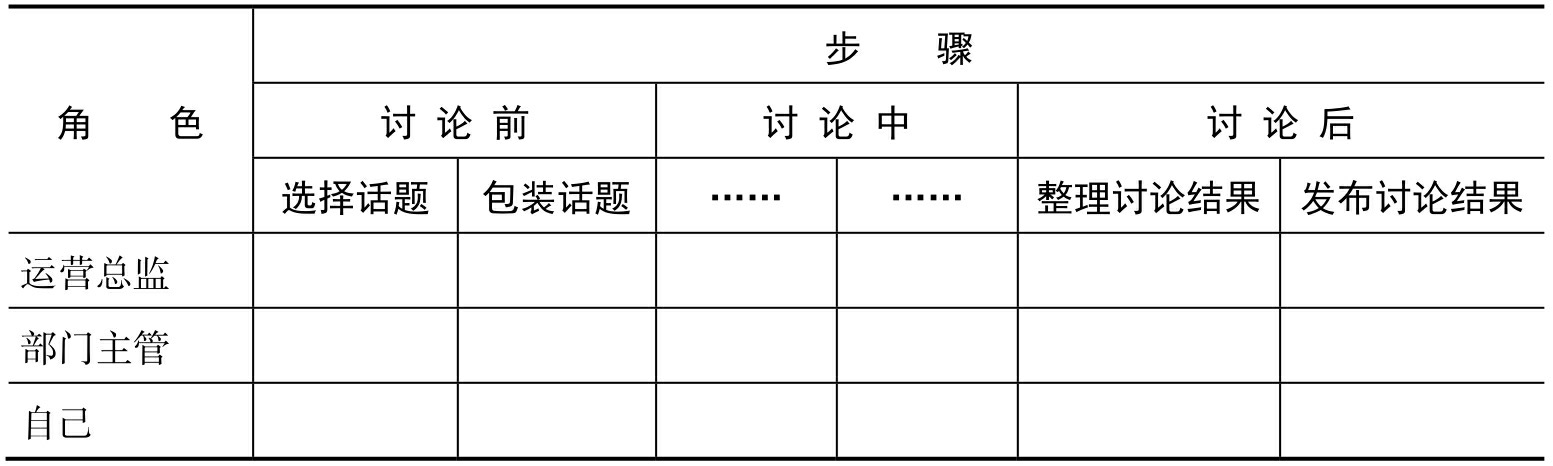 步 骤
角 色
讨 论 前 讨 论 中 讨 论 后
选择话题 包装话题 …… …… 整理讨论结果 发布讨论结果
运营总监
部门主管
自己